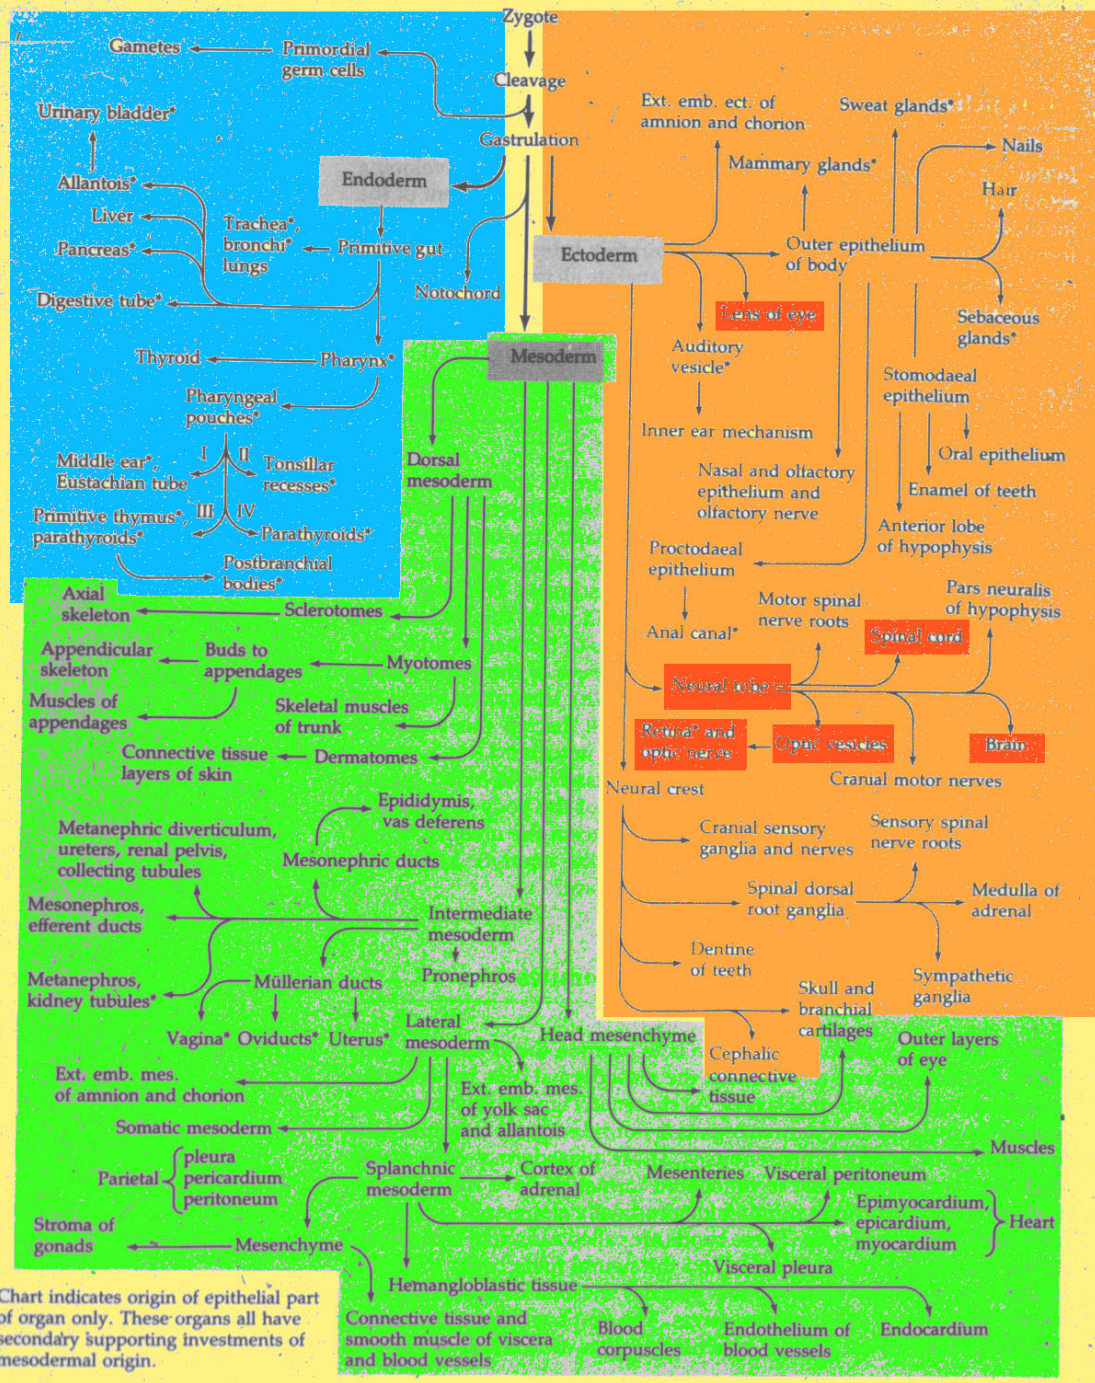 Zygote
Cleavage
Gastrulation
Gametes
Primordial
germ cells
Urinary bladder*
Allantois*
Liver
Pancreas*
Digestive tube*
Endoderm
Trachea*,
bronchi*
lungs
Primitive gut
Notochord
Thyroid
Pharynx*
Pharyngeal
pouches*
I
II
Middle ear*,
Eustachian tube
Tonsillar
recesses*
Primitive thymus*,
parathyroids*
III
IV
Parathyroids*
Postbranchial
bodies*
Ectoderm
Ext. emb. ect. of
amnion and chorion
Sweat glands*
Mammary glands*
Nails
Hair
Outer epithelium
of body
Lens of eye
Sebaceous
glands*
Auditory
vesicle*
Inner ear mechanism
Stomodaeal
epithelium
Oral epithelium
Nasal and olfactory
epithelium and
olfactory nerve
Enamel of teeth
Anterior lobe
of hypophysis
Proctodaeal
epithelium
Anal canal*
Motor spinal
nerve roots
Pars neuralis
of hypophysis
Spinal cord
Neural tube
Retina* and
optic nerve
Optic vesicles
Brain
Cranial motor nerves
Neural crest
Cranial sensory
ganglia and nerves
Sensory spinal
nerve roots
Spinal dorsal
root ganglia
Medulla of
adrenal
Dentine
of teeth
Sympathetic
ganglia
Skull and
branchial
cartilages
Cephalic
connective
tissue
Mesoderm
Dorsal
mesoderm
Axial
skeleton
Sclerotomes
Appendicular
skeleton
Buds to
appendages
Myotomes
Muscles of
appendages
Skeletal muscles
of trunk
Connective tissue
layers of skin
Dermatomes
Epididymis,
vas deferens
Metanephric diverticulum,
ureters, renal pelvis,
collecting tubules
Mesonephric ducts
Mesonephros,
efferent ducts
Intermediate
mesoderm
Metanephros,
kidney tubules*
Müllerian ducts
Pronephros
Vagina*
Oviducts*
Uterus*
Lateral
mesoderm
Head mesenchyme
Outer layers
of eye
Ext. emb. mes.
of amnion and chorion
Ext. emb. mes.
of yolk sac
and allantois
Somatic mesoderm
Muscles
Parietal
pleura
pericardium
peritoneum
Splanchnic
mesoderm
Cortex of
adrenal
Mesenteries
Visceral peritoneum
Epimyocardium,
epicardium,
myocardium
Heart
Stroma of
gonads
Mesenchyme
Visceral pleura
Hemangloblastic tissue
Connective tissue and
smooth muscle of viscera
and blood vessels
Blood
corpuscles
Endothelium of
blood vessels
Endocardium
Chart indicates origin of epithelial part
of organ only. These organs all have
secondary supporting investments of
mesodermal origin.